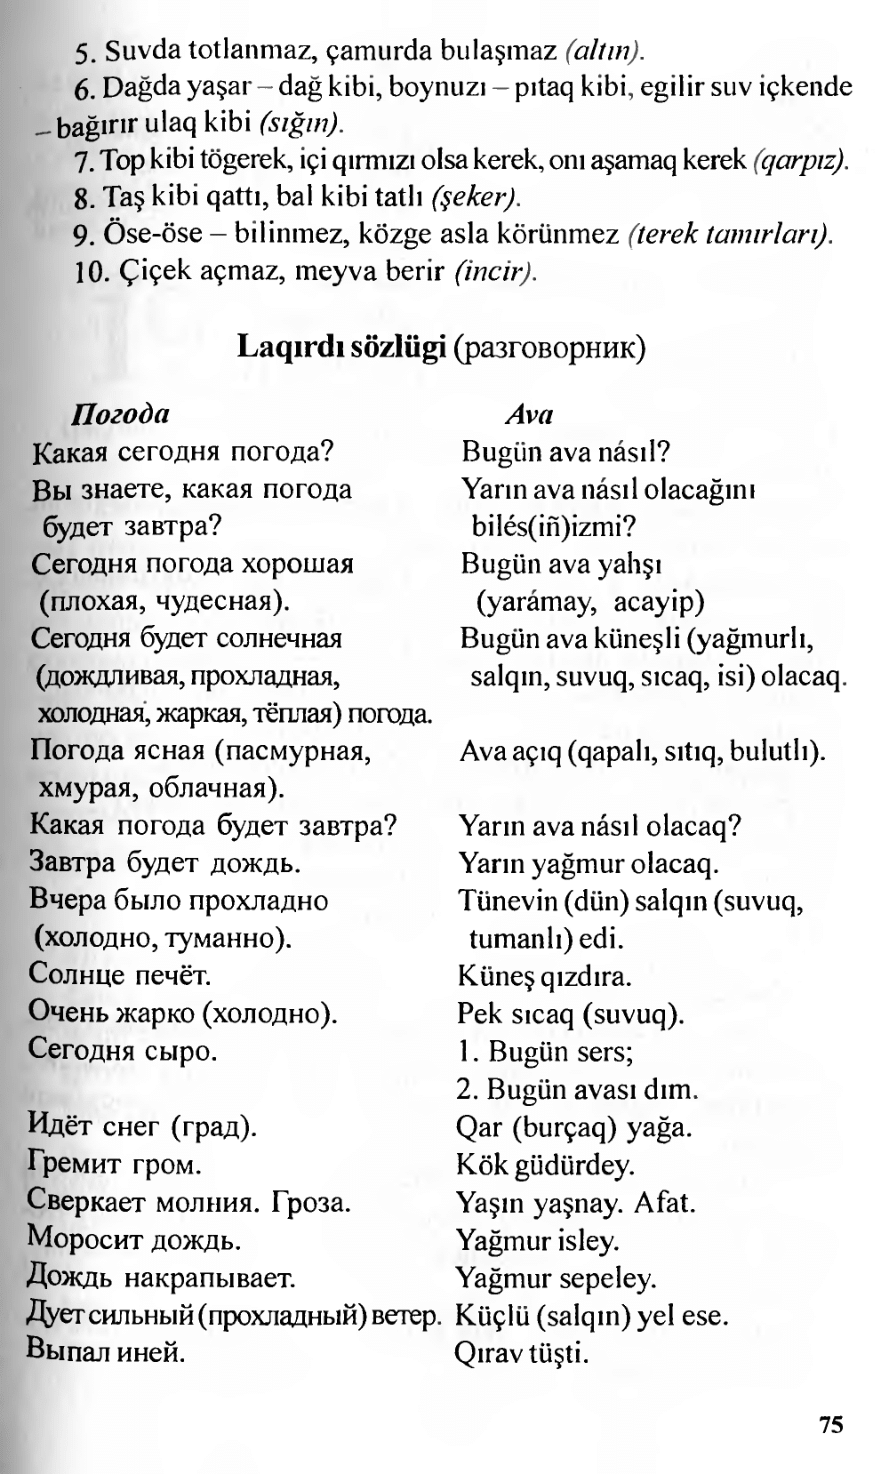 5. Suvda totlanmaz, çamurda bulaşmaz (altın).
6. Dağda yaşar – dağ kibi, boynuzı – pıtaq kibi, egilir suv içkende
– bağırır ulaq kibi (sığın).
7. Top kibi tögerek, içi qırmızı olsa kerek, onı aşamaq kerek (qarpız).
8. Taş kibi qattı, bal kibi tatlı (şeker).
9. Öse-öse – bilinmez, közge asla körünmez (terek tamırları).
10. Çiçek açmaz, meyva berir (incir).
Laqırdı sözlügi (разговорник)
Погода Ava
Какая сегодня погода? Bugün ava násıl?
Вы знаете, какая погода Yarın ava násıl olacağını
будет завтра? bilés(iñ)izmi?
Сегодня погода хорошая Bugün ava yahşı
(плохая, чудесная). (yarámay, acayip)
Сегодня будет солнечная Bugün ava küneşli (yağmurlı,
(дождливая, прохладная, salqın, suvuq, sıcaq, isi) olacaq.
холодная, жаркая, тёплая) погода.
Погода ясная (пасмурная, Ava açıq (qapalı, sıtıq, bulutlı).
хмурая, облачная).
Какая погода будет завтра? Yarın ava násıl olacaq?
Завтра будет дождь. Yarın yağmur olacaq.
Вчера было прохладно Tünevin (dün) salqın (suvuq,
(холодно, туманно). tumanlı) edi.
Солнце печёт. Küneş qızdıra.
Очень жарко (холодно). Pek sıcaq (suvuq).
Сегодня сыро. 1. Bugün sers;
2. Bugün avası dım.
Идёт снег (град). Qar (burçaq) yağa.
Гремит гром. Kök güdürdey.
Сверкает молния. Гроза. Yaşın yaşnay. Afat.
Моросит дождь. Yağmur isley.
Дождь накрапывает. Yağmur sepeley.
Дует сильный (прохладный) ветер. Küçlü (salqın) yel ese.
Выпал иней. Qırav tüşti.
75